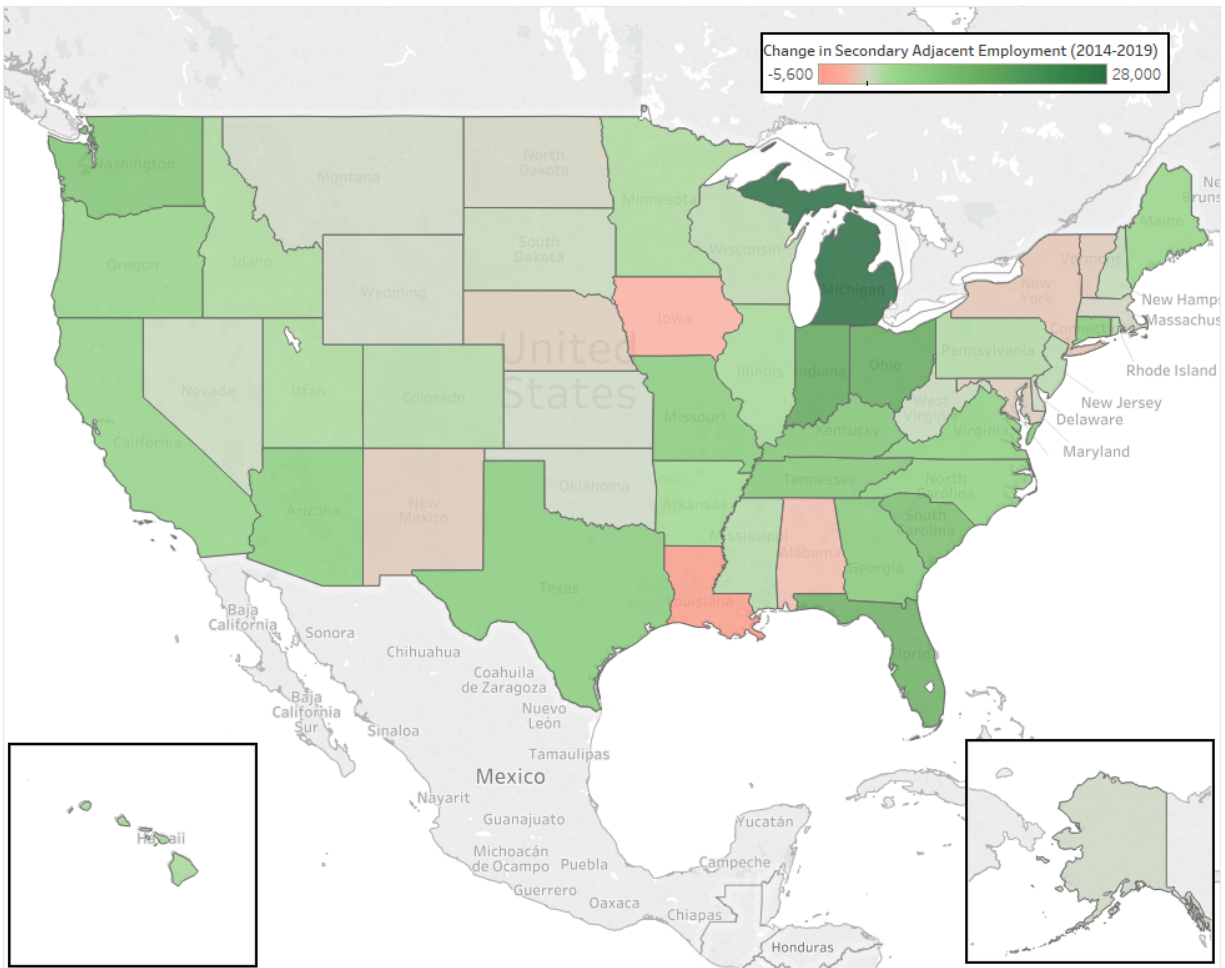 Change in Secondary Adjacent Employment (2014-2019)
-5,600 28,000
Washington
Montana
North
Dakota
Minnesota
Ne
Bruns
Maine
Oregon
Idaho
South
Dakota
Wisconsin
Wyoming
Michigan
Vermont
New
York
New Hamps
Massachus
Iowa
Connecti
United
States
Pennsylvania
Rhode Island
Nevada
Utah
Colorado
Illinois
Indiana
Ohio
West
Virgin
New Jersey
Delaware
Maryland
California
Missouri
Kentucky
Virginia
Arizona
New
Mexico
Oklahoma
Arkansas
Tennessee
North
Carolina
South
Carolina
Mississippi
Alabama
Georgia
Texas
Louisiana
Florida
Baja
California
Sonora
Chihuahua
Coahuila
de Zaragoza
Baja
California
Sur
Sinaloa
Nuevo
León
Tamaulipas
Mexico
Nayarit
Guanajuato
Yucatán
Michoacán
de Ocampo
Puebla
Campeche
Guerrero
Oaxaca
Chiapas
Honduras
Hawaii